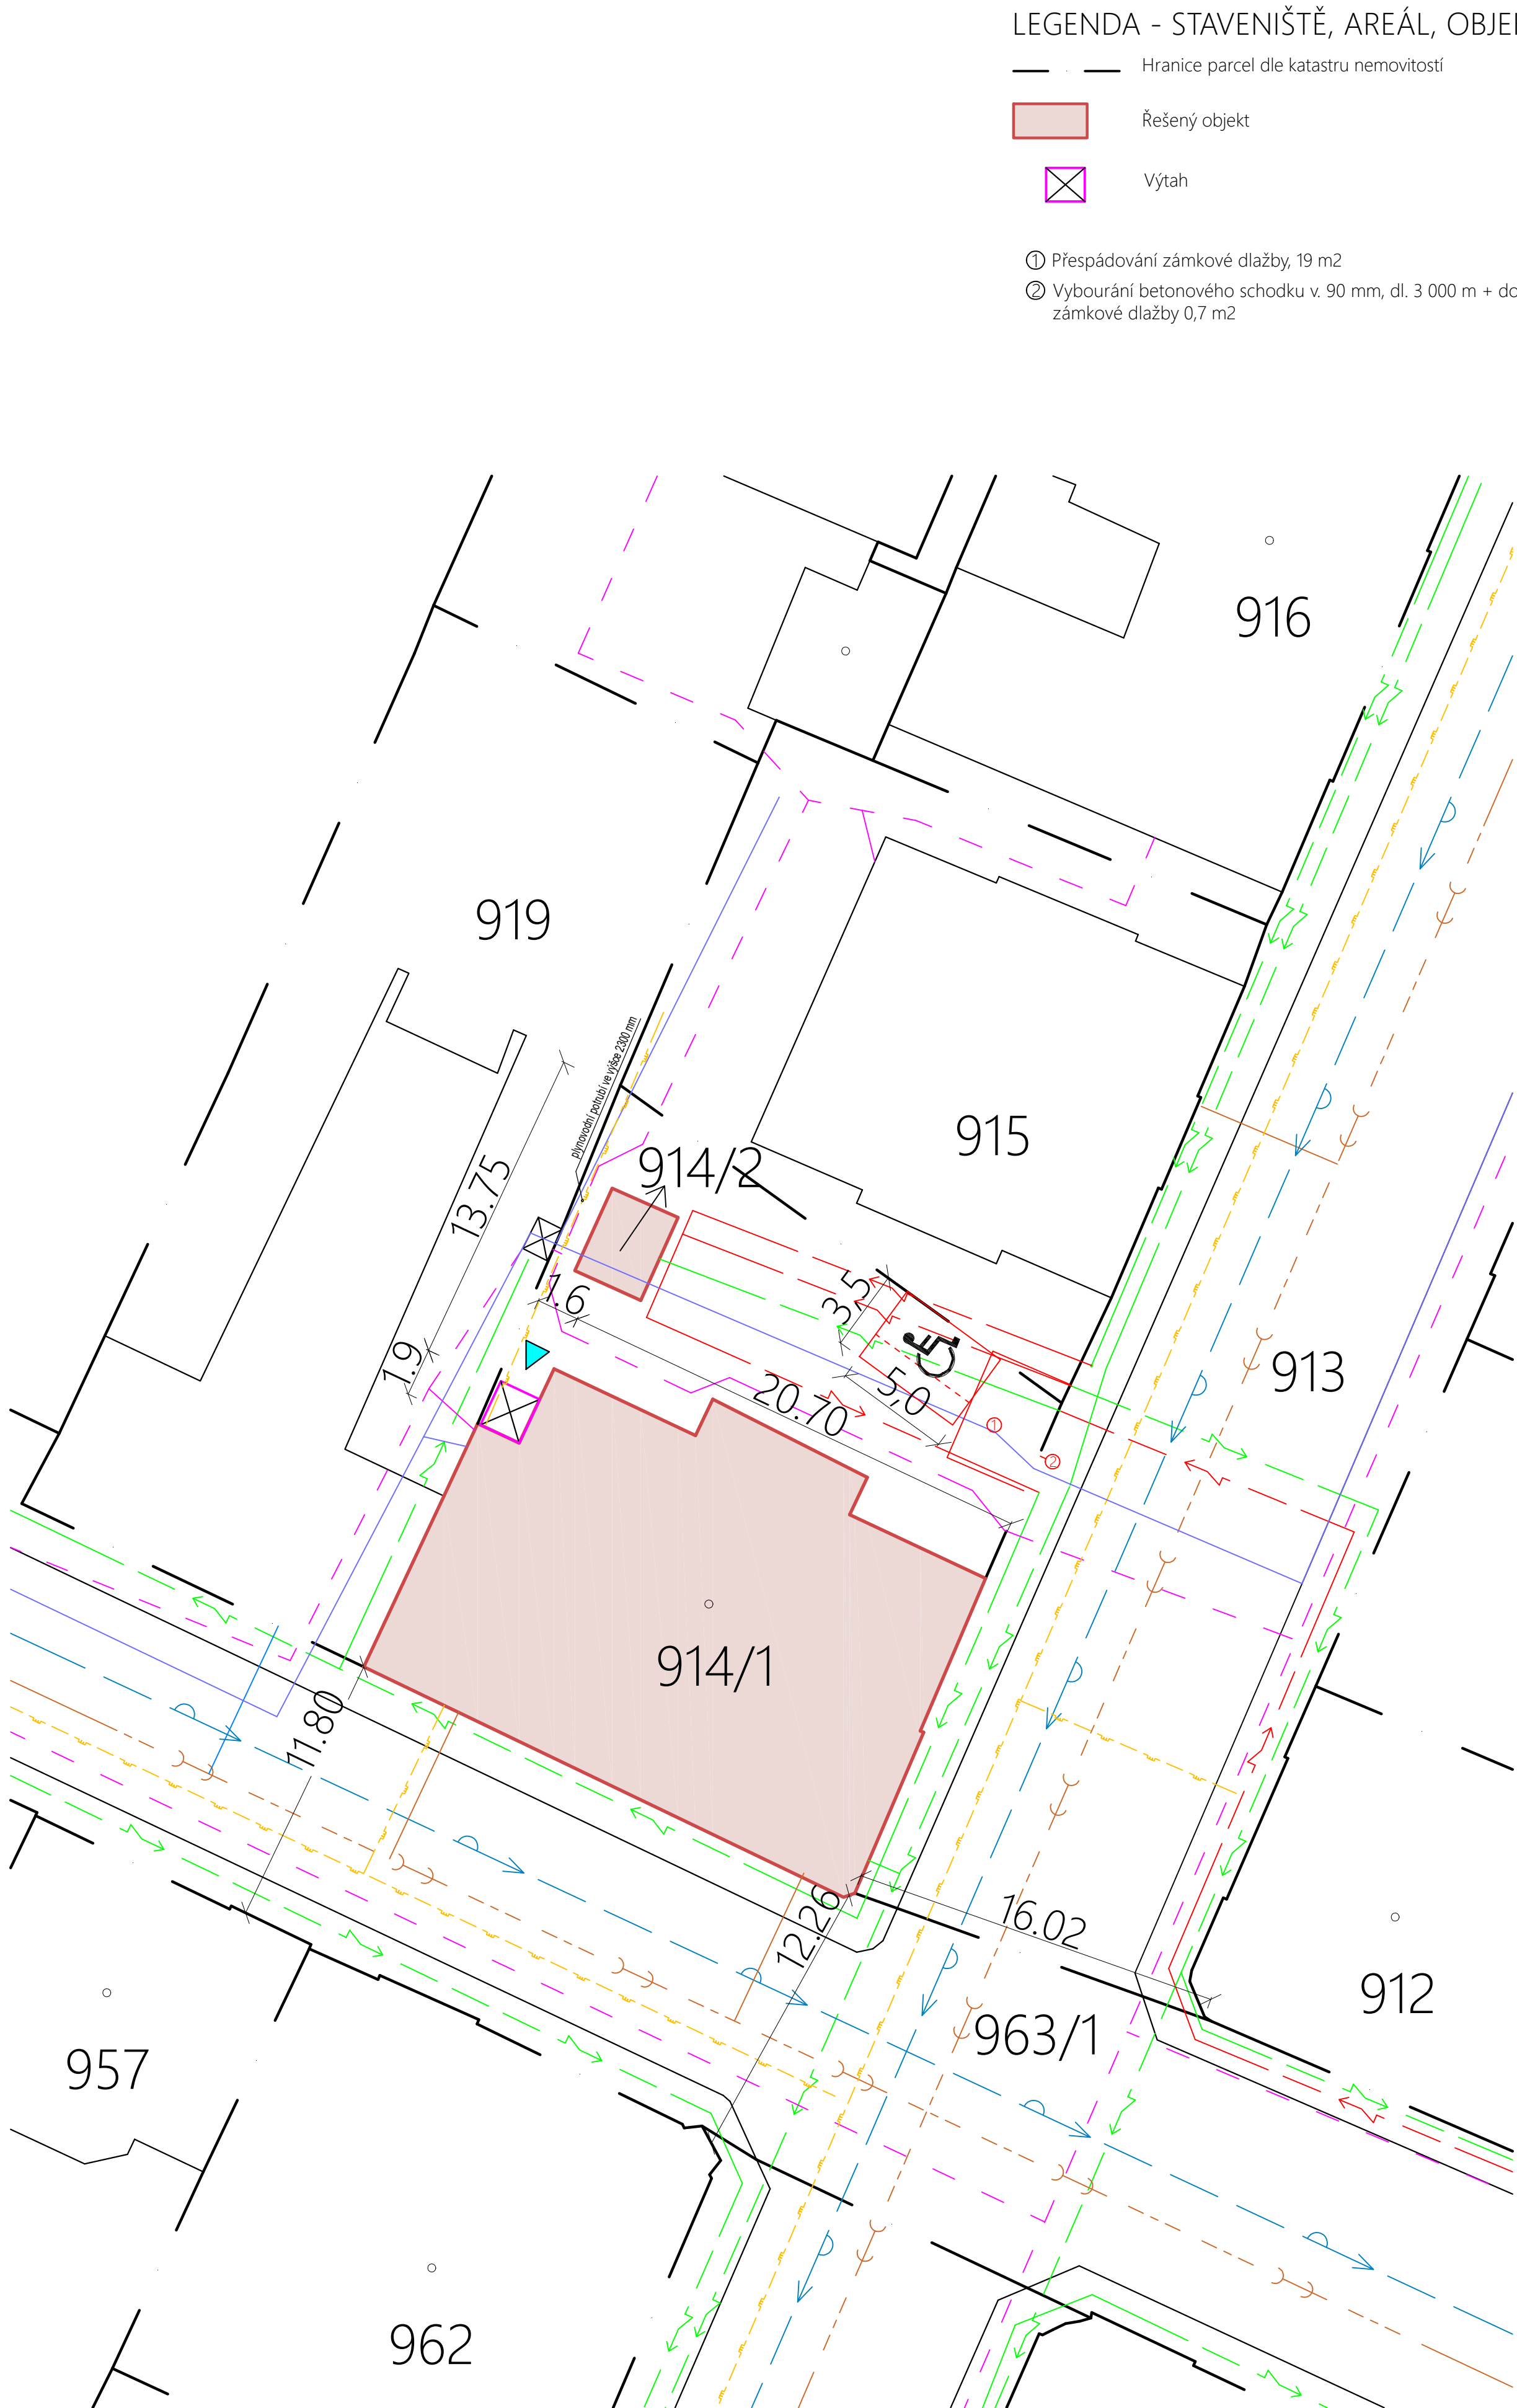 LEGENDA - STAVENIŠTĚ, AREÁL, OBJE
Hranice parcel dle katastru nemovitostí
Řešený objekt
Výtah
① Přespádování zámkové dlažby, 19 m2
② Vybourání betonového schodku v. 90 mm, dl. 3 000 m + do
zámkové dlažby 0,7 m2
916
919
plynovodní potrubí ve výšce 2300 mm
915
914/2
13.75
3,5
1.6
1.9
913
5,0
20.70
①
②
914/1
11.80
12.26
16.02
912
963/1
957
962